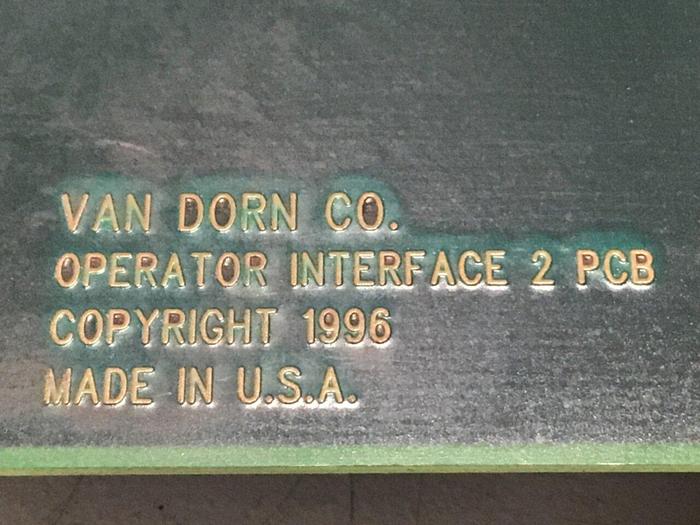 VAN DORN CO.
OPERATOR INTERFACE 2 PCB
COPYRIGHT 1996
MADE IN U.S.A.